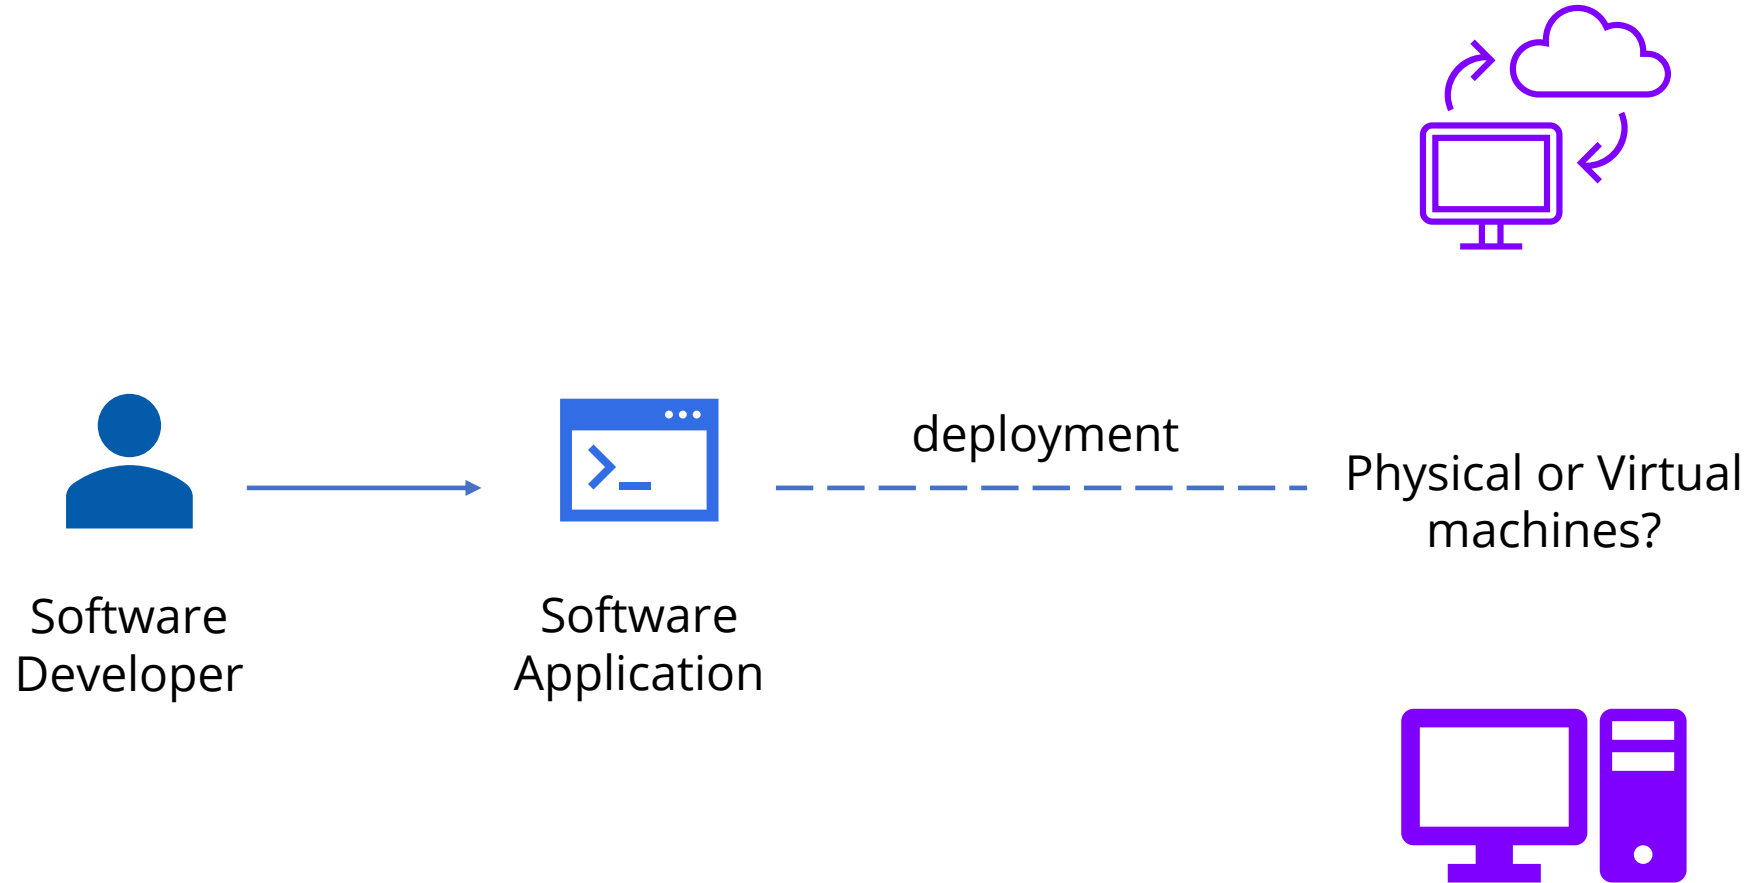 Software
Developer
Software
Application
deployment
Physical or Virtual
machines?